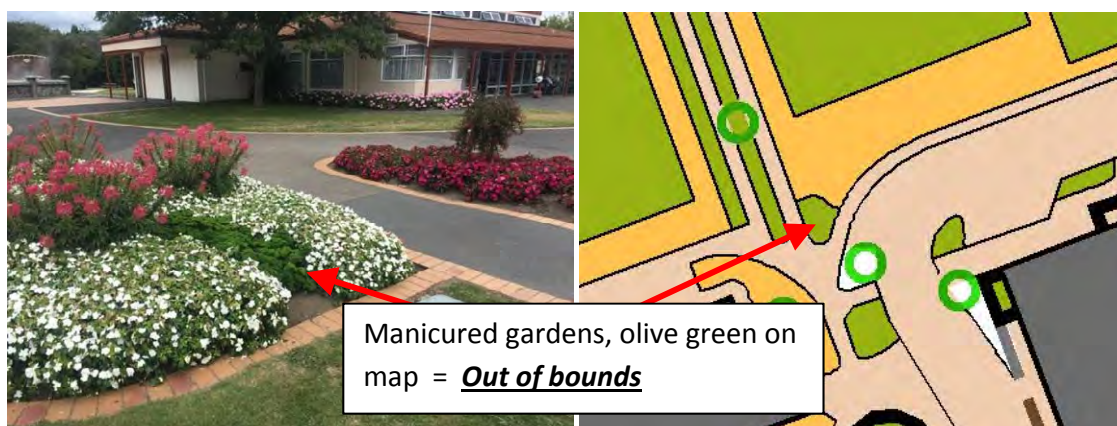 Manicured gardens, olive green on
map = Out of bounds